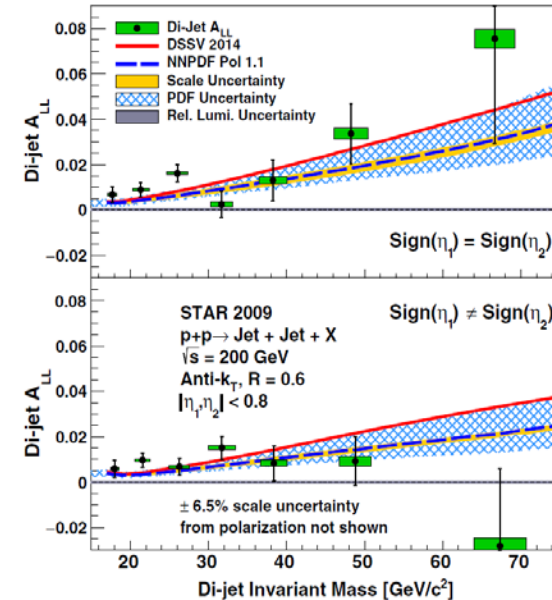 Di-Jet A_LL
DSSV 2014
NNPDF Pol 1.1
Scale Uncertainty
PDF Uncertainty
Rel. Lumi. Uncertainty
Di-jet A_LL
0.08
0.06
0.04
0.02
0
−0.02
Sign(η₁) = Sign(η₂)
Di-jet A_LL
0.08
0.06
0.04
0.02
0
−0.02
STAR 2009
p+p→ Jet + Jet + X
√s = 200 GeV
Anti-k_T, R = 0.6
|η₁,η₂| < 0.8
Sign(η₁) ≠ Sign(η₂)
± 6.5% scale uncertainty
from polarization not shown
20 30 40 50 60 70
Di-jet Invariant Mass [GeV/c²]